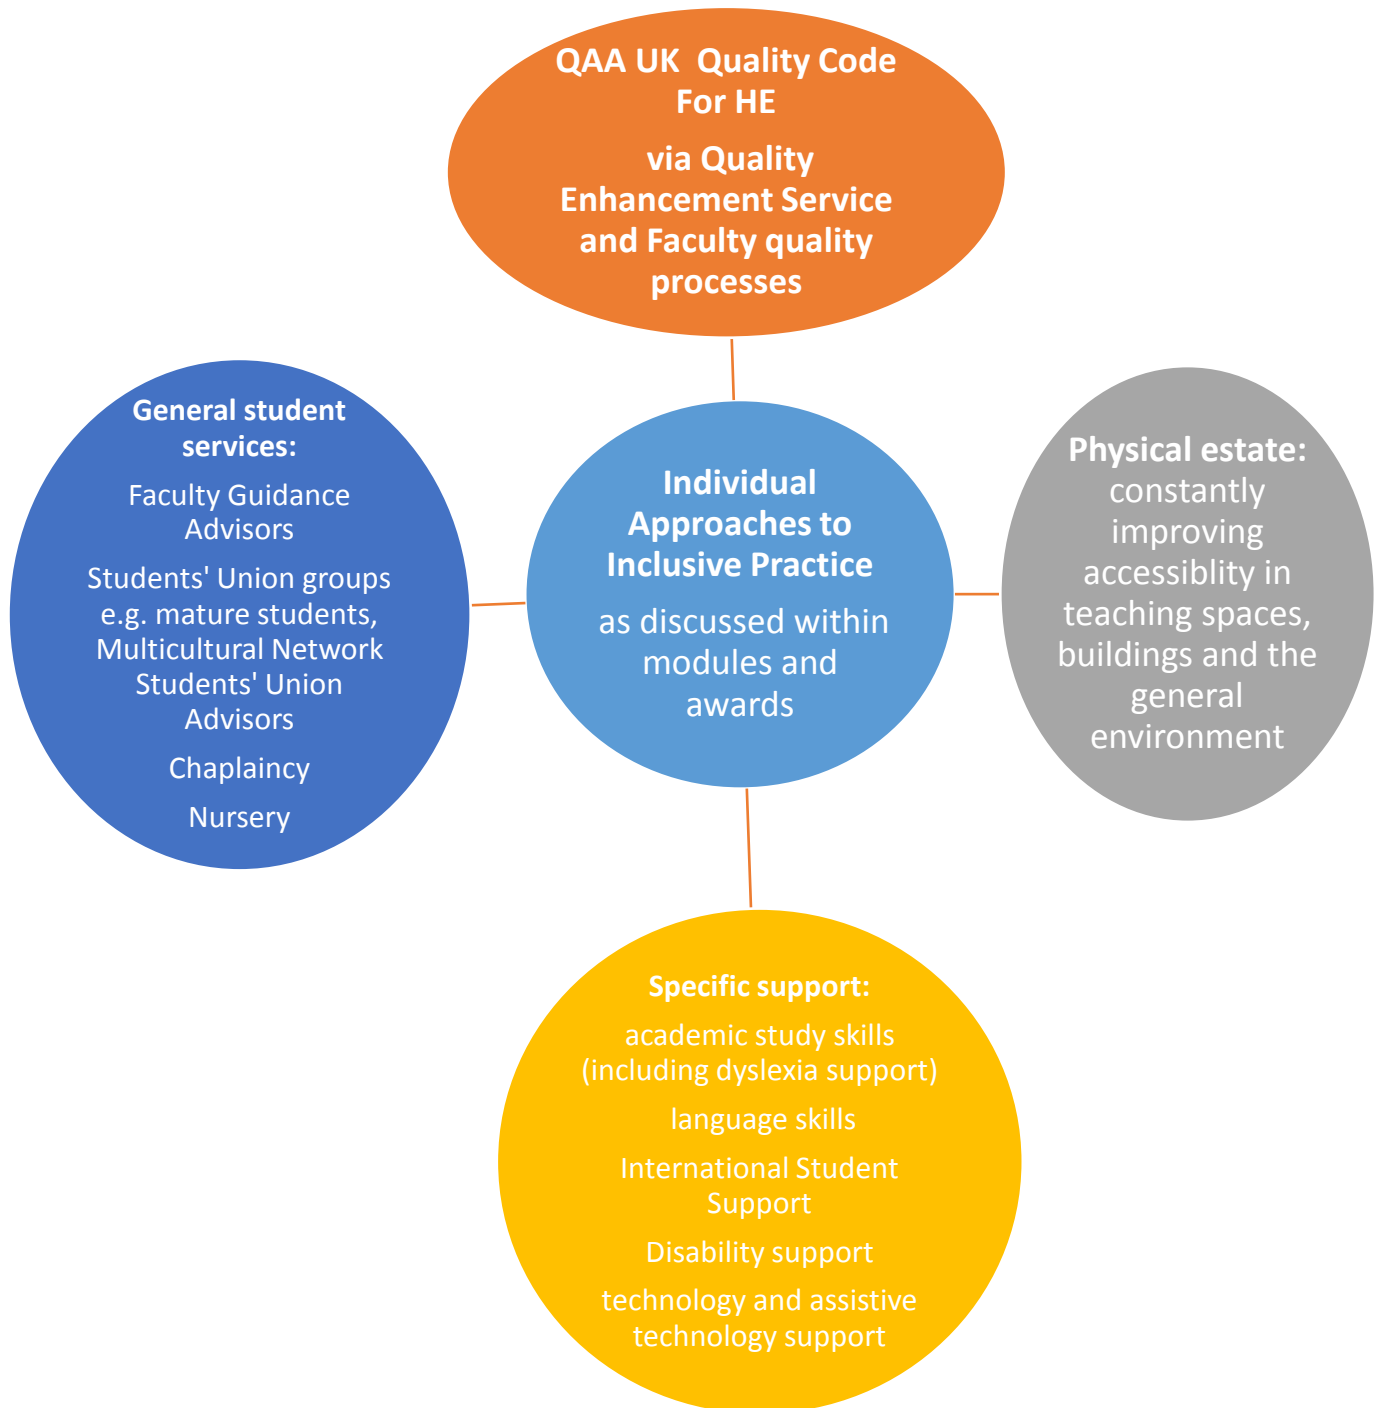 QAA UK  Quality Code
For HE
via Quality
Enhancement Service
and Faculty quality
processes
General student
services:
Faculty Guidance
Advisors
Students' Union groups
e.g. mature students,
Multicultural Network
Students' Union
Advisors
Chaplaincy
Nursery
Individual
Approaches to
Inclusive Practice
as discussed within
modules and
awards
Physical estate:
constantly
improving
accessiblity in
teaching spaces,
buildings and the
general
environment
Specific support:
academic study skills
(including dyslexia support)
language skills
International Student
Support
Disability support
technology and assistive
technology support